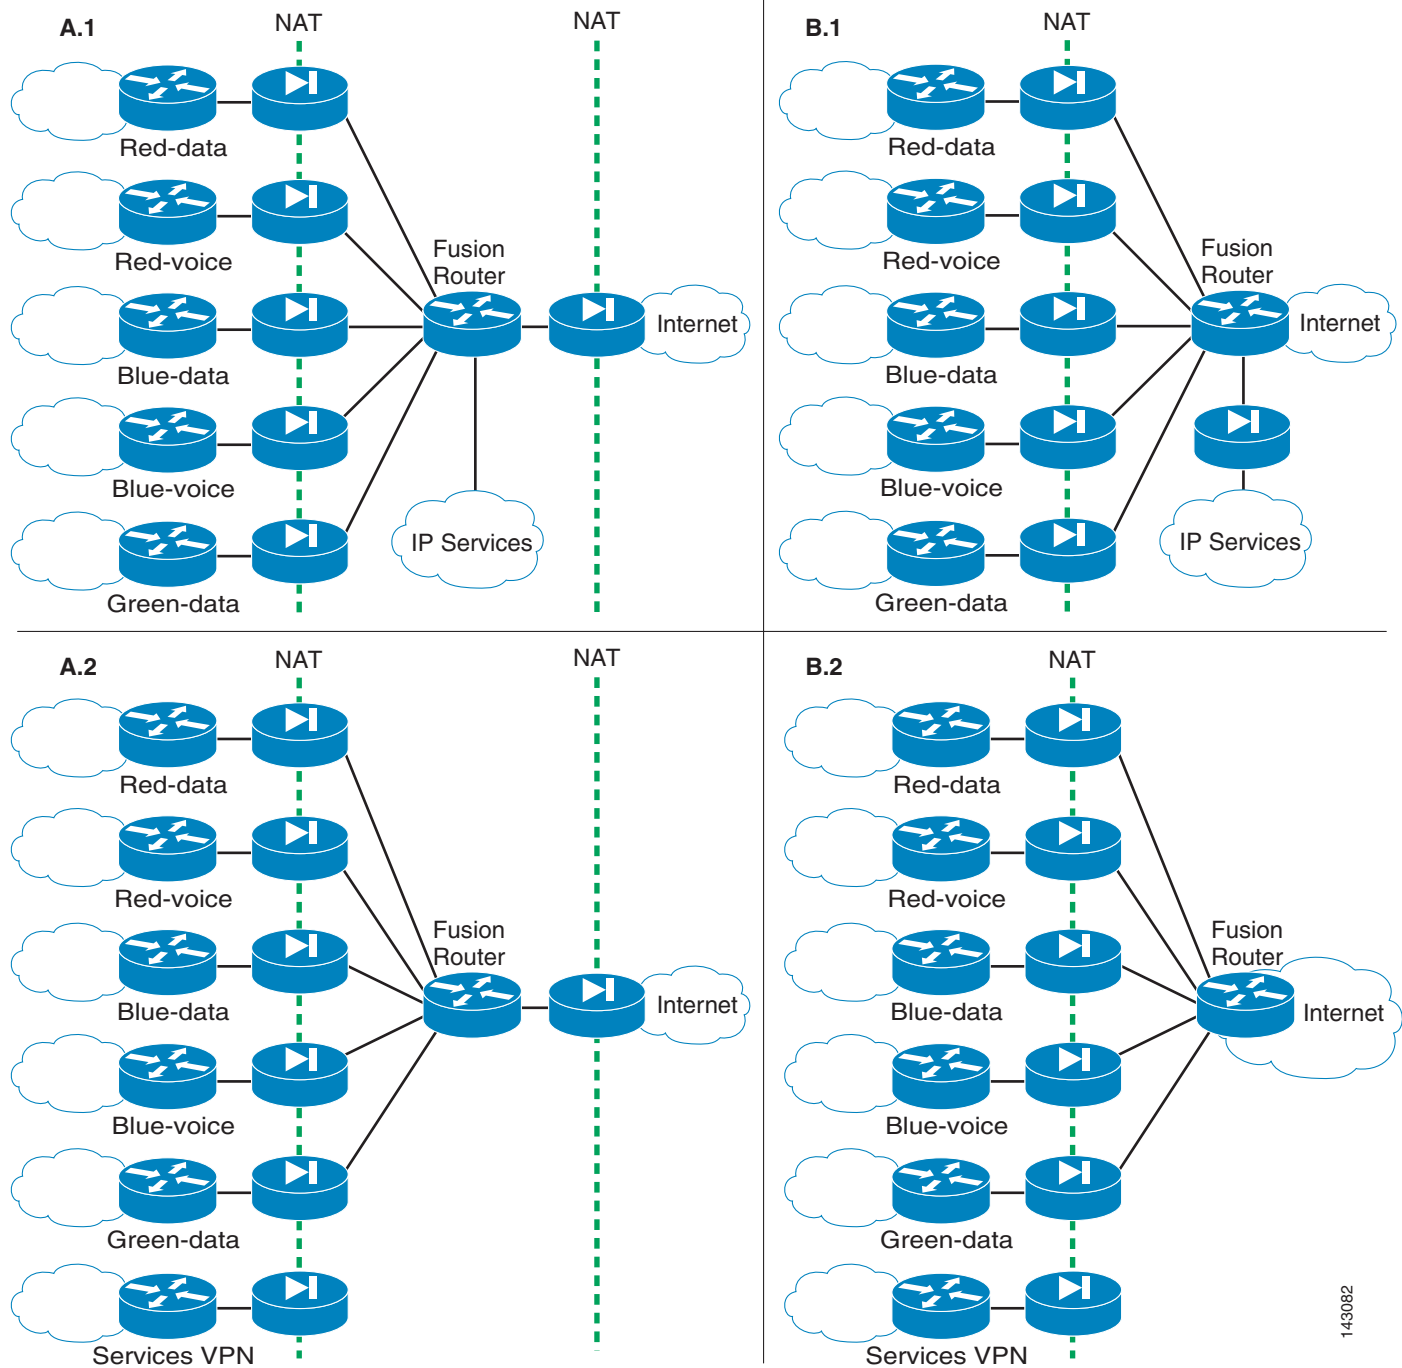 A.1
NAT
NAT
Red-data
Red-voice
Blue-data
Blue-voice
Green-data
Fusion
Router
Internet
IP Services
B.1
NAT
Red-data
Red-voice
Blue-data
Blue-voice
Green-data
Fusion
Router
Internet
IP Services
A.2
NAT
NAT
Red-data
Red-voice
Blue-data
Blue-voice
Green-data
Services VPN
Fusion
Router
Internet
B.2
NAT
Red-data
Red-voice
Blue-data
Blue-voice
Green-data
Services VPN
Fusion
Router
Internet
143082